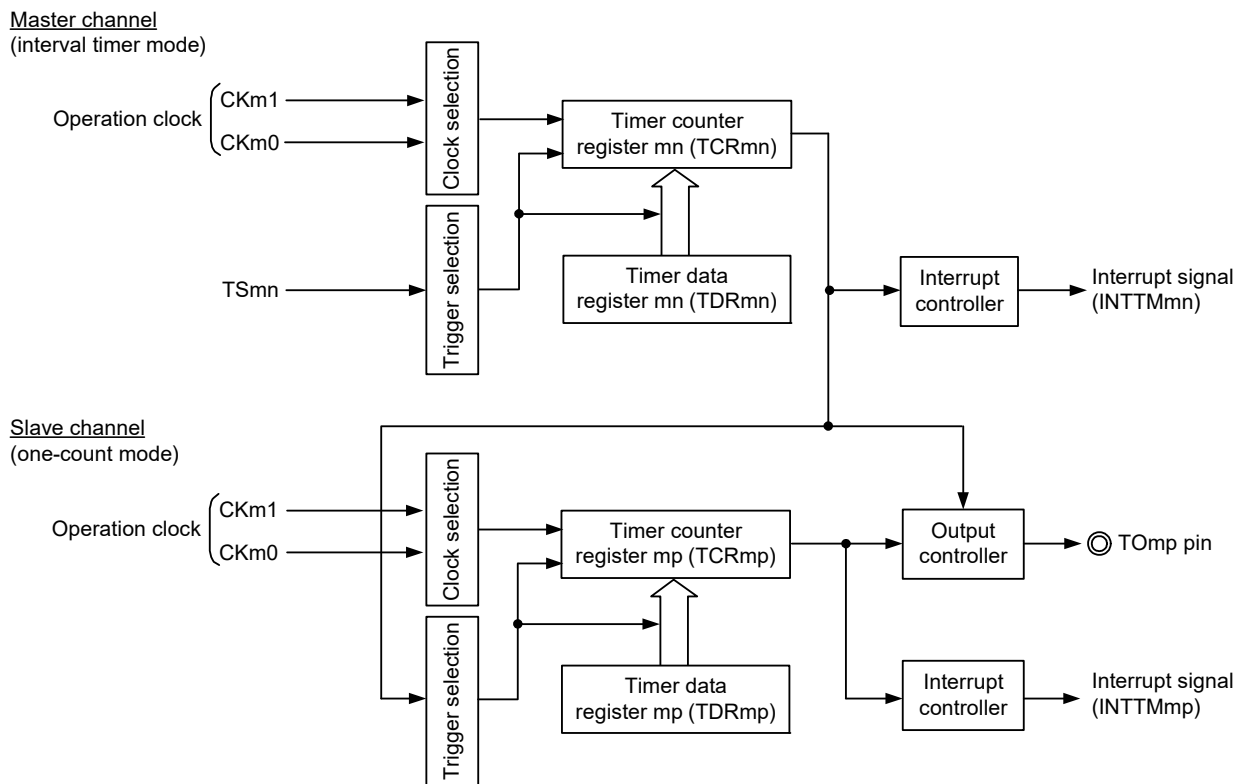 Master channel
(interval timer mode)
Operation clock
CKm1
CKm0
Clock selection
Timer counter
register mn (TCRmn)
TSmn
Trigger selection
Timer data
register mn (TDRmn)
Interrupt
controller
Interrupt signal
(INTTMmn)
Slave channel
(one-count mode)
Operation clock
CKm1
CKm0
Clock selection
Timer counter
register mp (TCRmp)
Output
controller
TOmp pin
Trigger selection
Timer data
register mp (TDRmp)
Interrupt
controller
Interrupt signal
(INTTMmp)